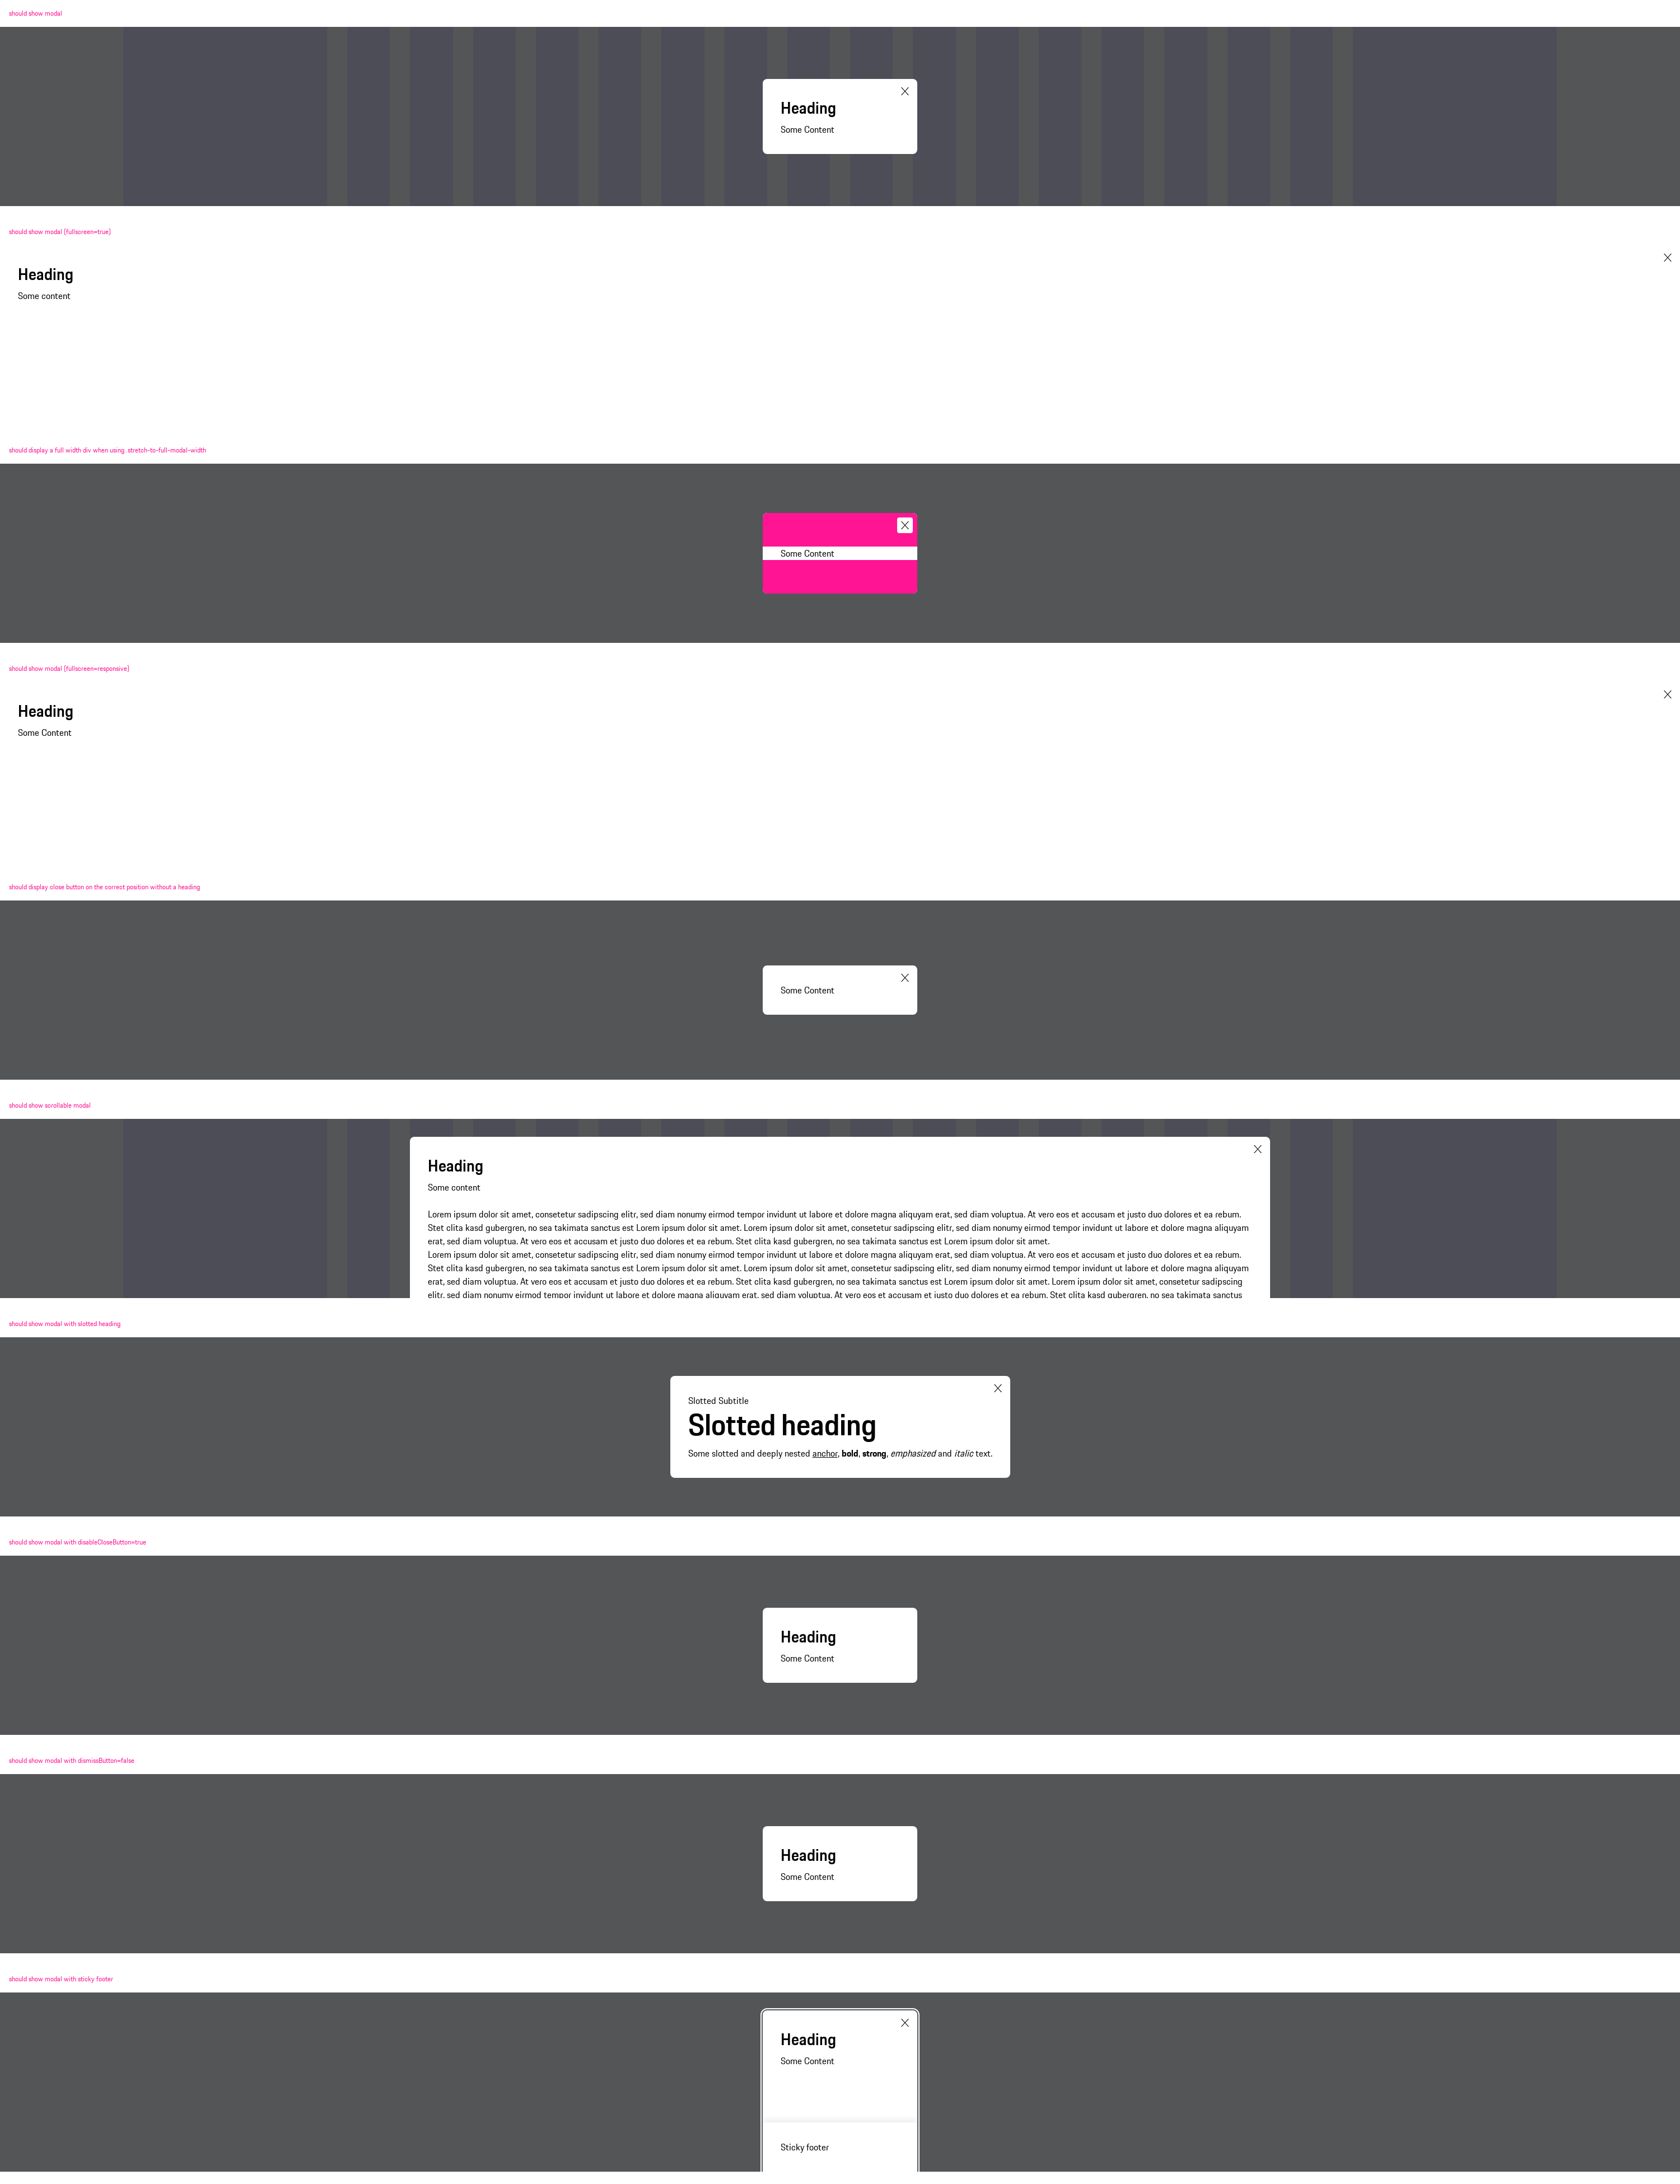 should show modal
Heading
Some Content
should show modal (fullscreen=true)
Heading
Some content
should display a full width div when using .stretch-to-full-modal-width
Some Content
should show modal (fullscreen=responsive)
Heading
Some Content
should display close button on the correct position without a heading
Some Content
should show scrollable modal
Heading
Some content
Lorem ipsum dolor sit amet, consetetur sadipscing elitr, sed diam nonumy eirmod tempor invidunt ut labore et dolore magna aliquyam erat, sed diam voluptua. At vero eos et accusam et justo duo dolores et ea rebum.
Stet clita kasd gubergren, no sea takimata sanctus est Lorem ipsum dolor sit amet. Lorem ipsum dolor sit amet, consetetur sadipscing elitr, sed diam nonumy eirmod tempor invidunt ut labore et dolore magna aliquyam
erat, sed diam voluptua. At vero eos et accusam et justo duo dolores et ea rebum. Stet clita kasd gubergren, no sea takimata sanctus est Lorem ipsum dolor sit amet.
Lorem ipsum dolor sit amet, consetetur sadipscing elitr, sed diam nonumy eirmod tempor invidunt ut labore et dolore magna aliquyam erat, sed diam voluptua. At vero eos et accusam et justo duo dolores et ea rebum.
Stet clita kasd gubergren, no sea takimata sanctus est Lorem ipsum dolor sit amet. Lorem ipsum dolor sit amet, consetetur sadipscing elitr, sed diam nonumy eirmod tempor invidunt ut labore et dolore magna aliquyam
erat, sed diam voluptua. At vero eos et accusam et justo duo dolores et ea rebum. Stet clita kasd gubergren, no sea takimata sanctus est Lorem ipsum dolor sit amet. Lorem ipsum dolor sit amet, consetetur sadipscing
elitr, sed diam nonumy eirmod tempor invidunt ut labore et dolore magna aliquyam erat, sed diam voluptua. At vero eos et accusam et justo duo dolores et ea rebum. Stet clita kasd gubergren, no sea takimata sanctus
should show modal with slotted heading
Slotted Subtitle
Slotted heading
Some slotted and deeply nested anchor, bold, strong, emphasized and italic text.
should show modal with disableCloseButton=true
Heading
Some Content
should show modal with dismissButton=false
Heading
Some Content
should show modal with sticky footer
Heading
Some Content
Sticky footer